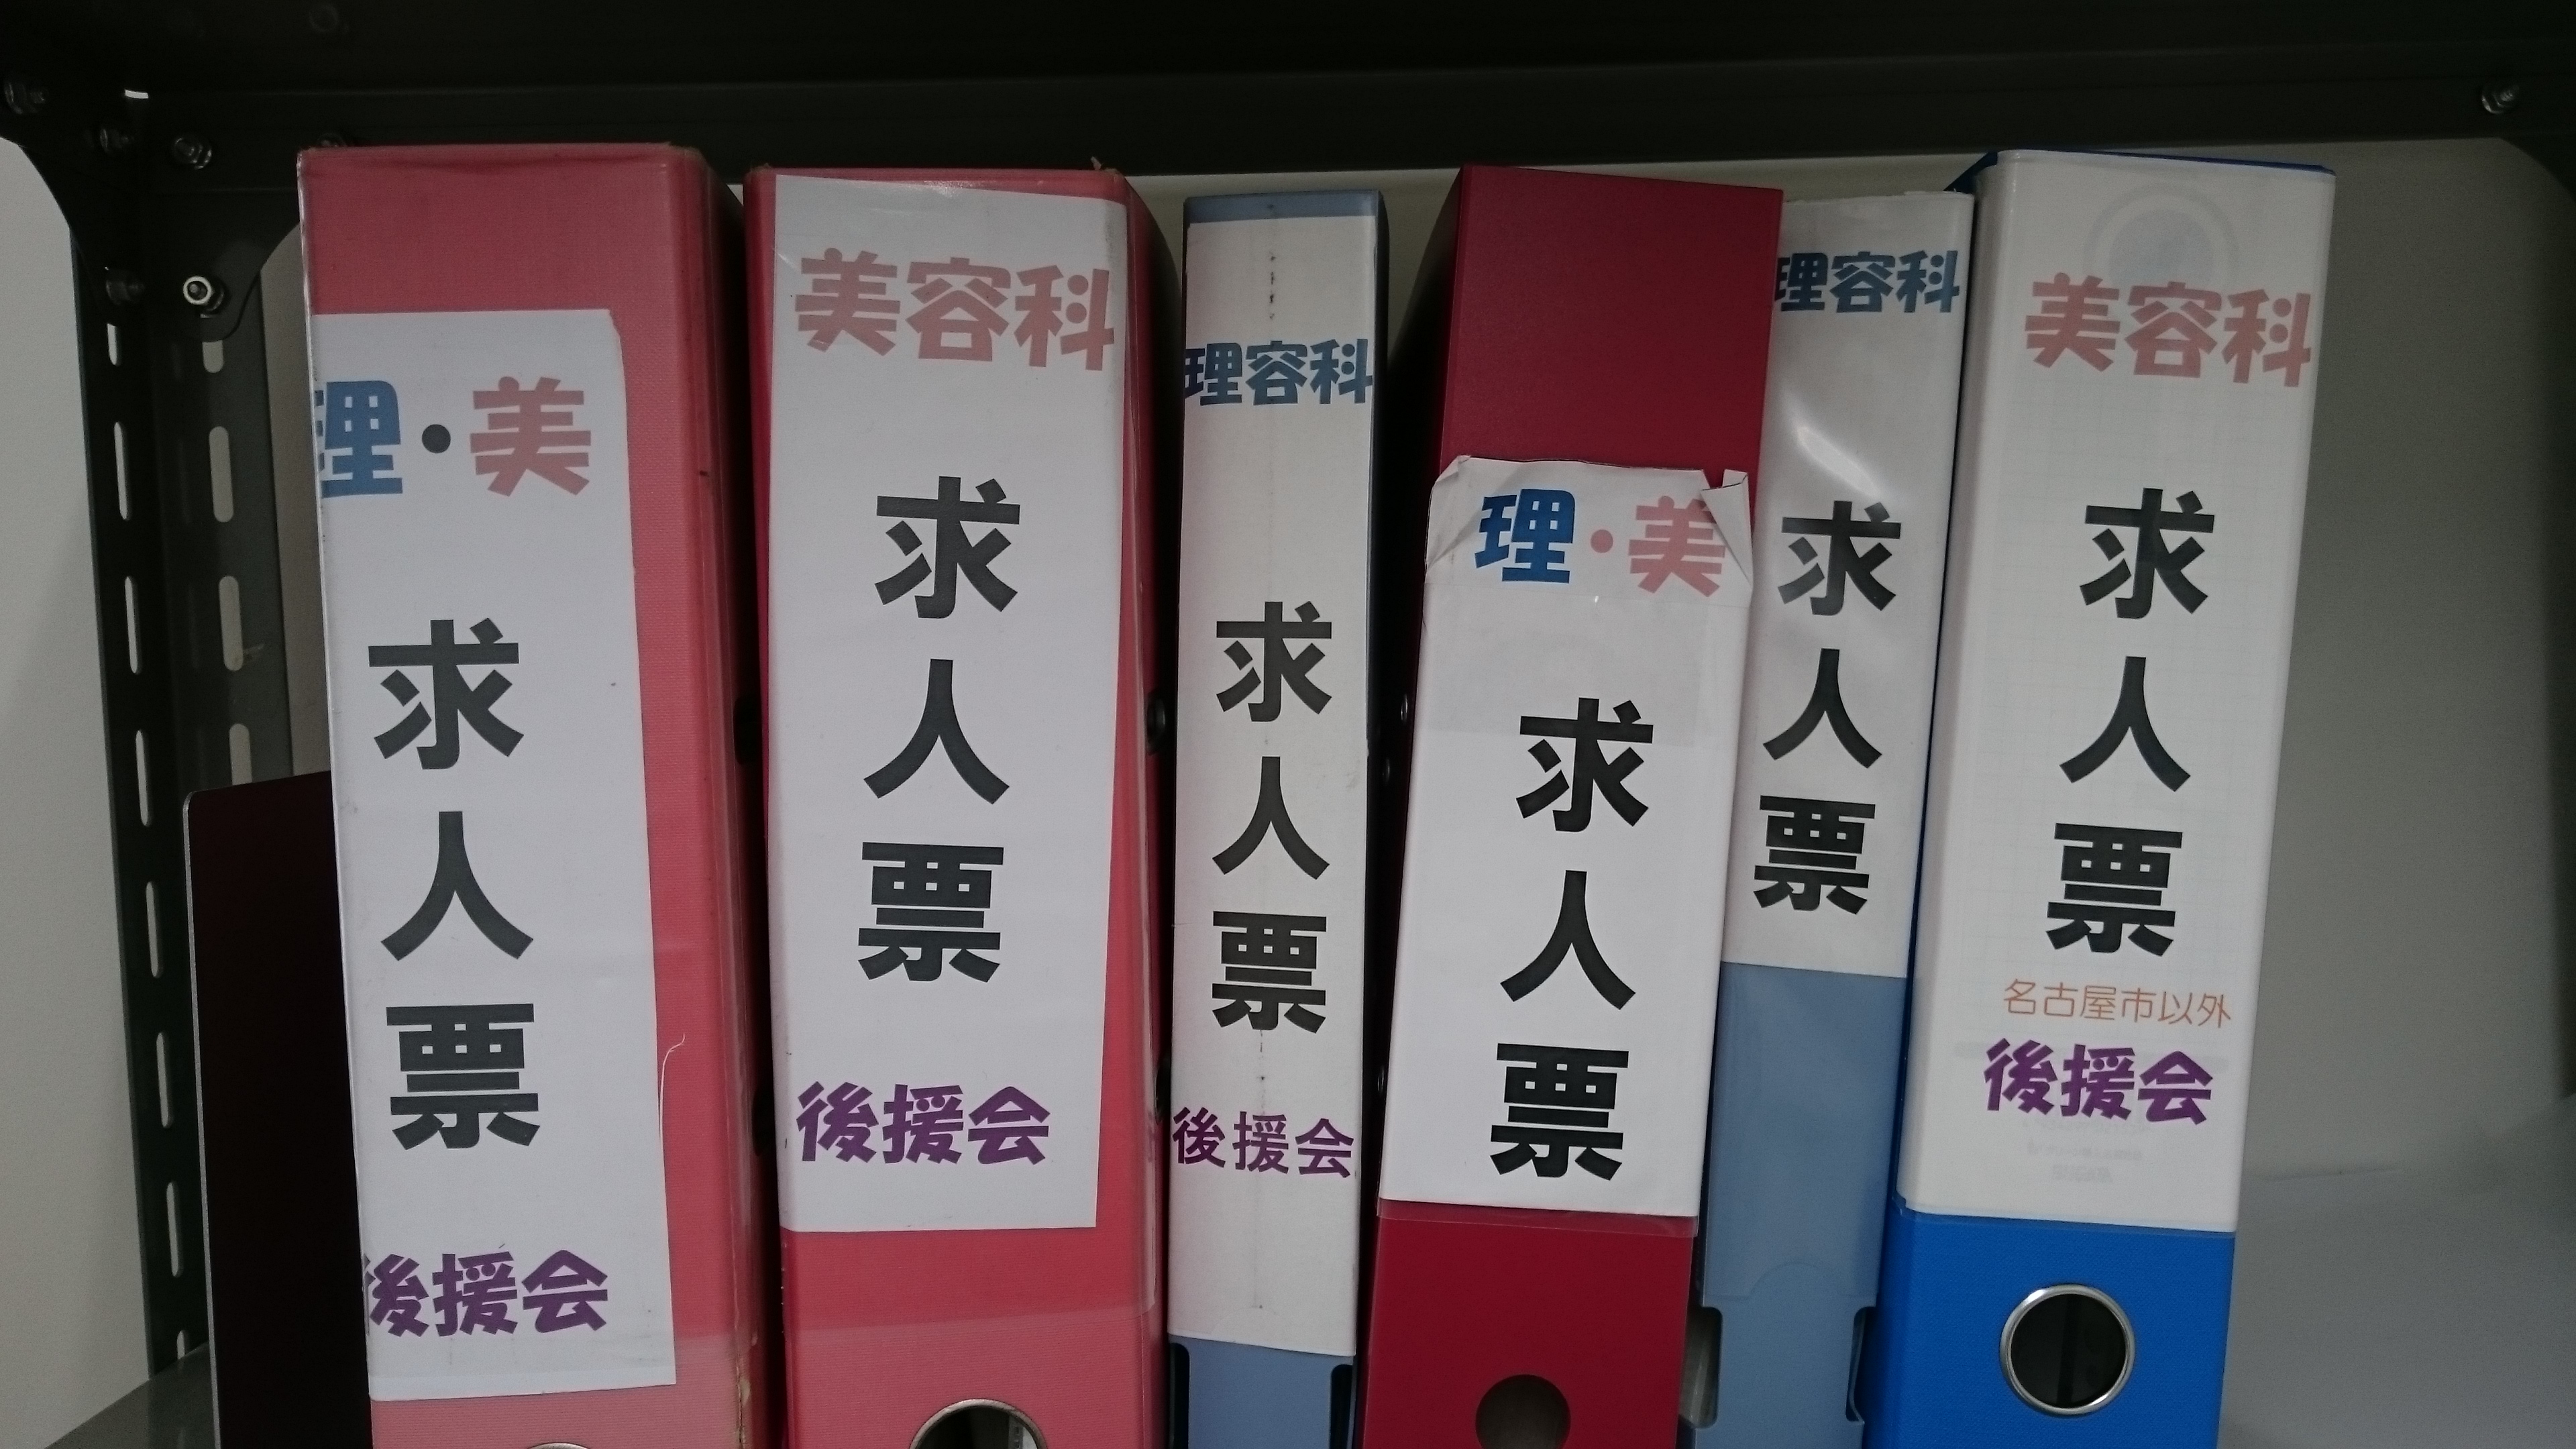 理・美
求人票
後援会
美容科
求人票
後援会
理容科
求人票
後援会
理・美
求人票
理容科
求人票
美容科
求人票
名古屋市以外
後援会